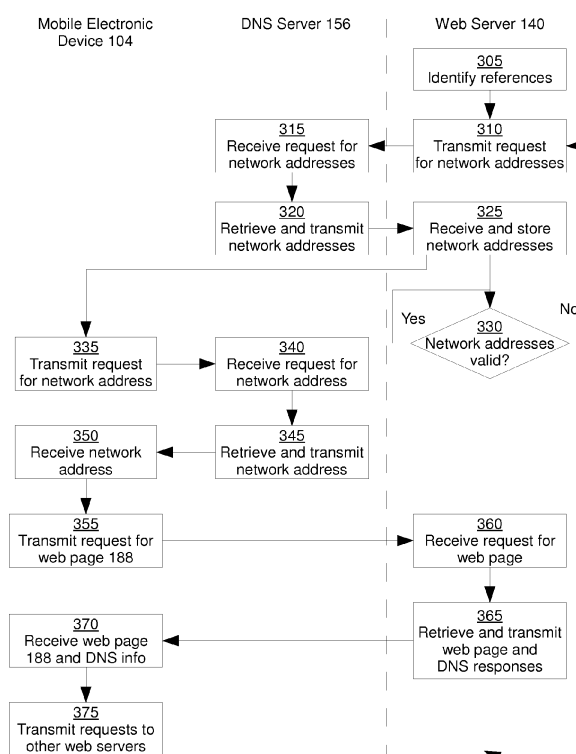 Mobile Electronic
Device 104
DNS Server 156
Web Server 140
305
Identify references
315
Receive request for
network addresses
310
Transmit request
for network addresses
320
Retrieve and transmit
network addresses
325
Receive and store
network addresses
Yes
No
330
Network addresses
valid?
335
Transmit request
for network address
340
Receive request for
network address
350
Receive network
address
345
Retrieve and transmit
network address
355
Transmit request for
web page 188
360
Receive request for
web page
365
Retrieve and transmit
web page and
DNS responses
370
Receive web page
188 and DNS info
375
Transmit requests to
other web servers